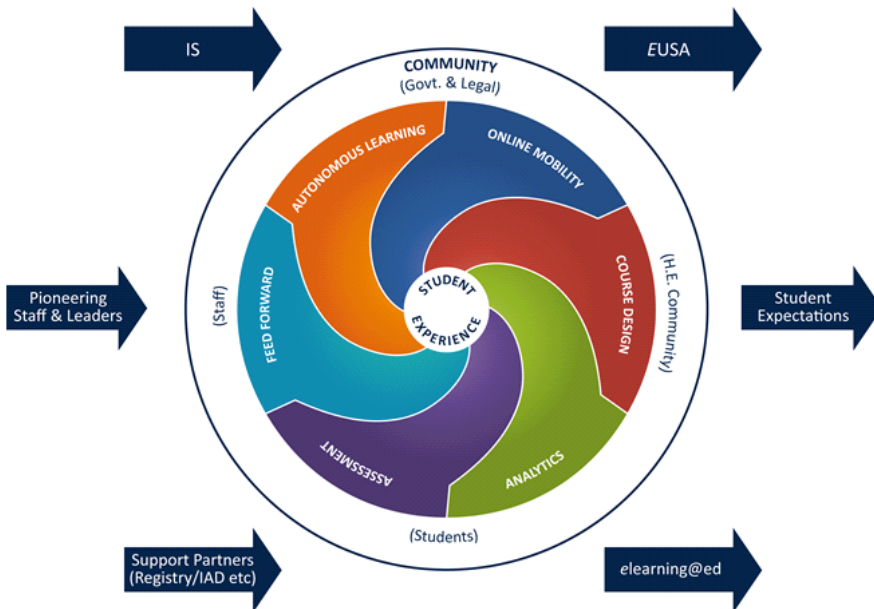 IS
EUSA
COMMUNITY
(Govt. & Legal)
AUTONOMOUS LEARNING
ONLINE MOBILITY
Pioneering
Staff & Leaders
(Staff)
FEED FORWARD
STUDENT
EXPERIENCE
COURSE DESIGN
(H.E. Community)
Student
Expectations
ASSESSMENT
ANALYTICS
(Students)
Support Partners
(Registry/IAD etc)
elearning@ed